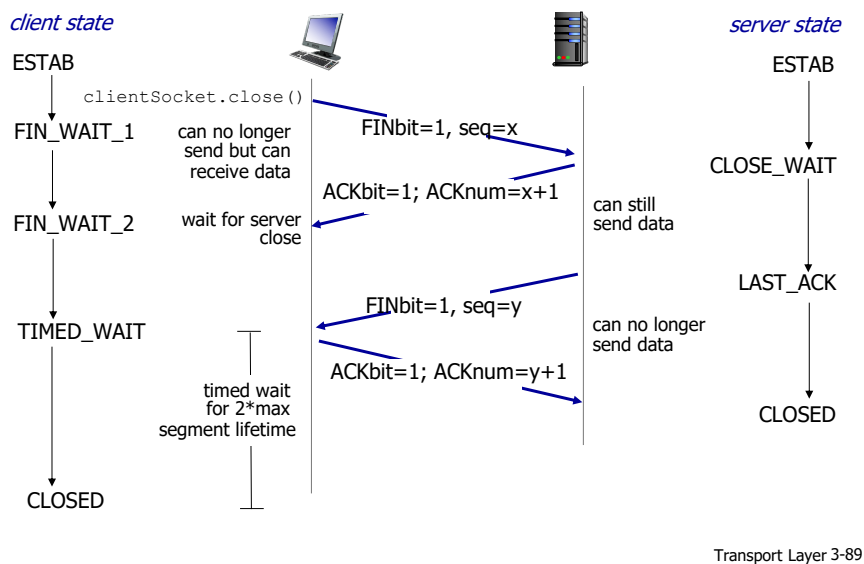 client state
server state
ESTAB
ESTAB
clientSocket.close()
FIN_WAIT_1
can no longer
send but can
receive data
FINbit=1, seq=x
CLOSE_WAIT
ACKbit=1; ACKnum=x+1
can still
send data
FIN_WAIT_2
wait for server
close
LAST_ACK
FINbit=1, seq=y
TIMED_WAIT
can no longer
send data
ACKbit=1; ACKnum=y+1
timed wait
for 2*max
segment lifetime
CLOSED
CLOSED
Transport Layer 3-89